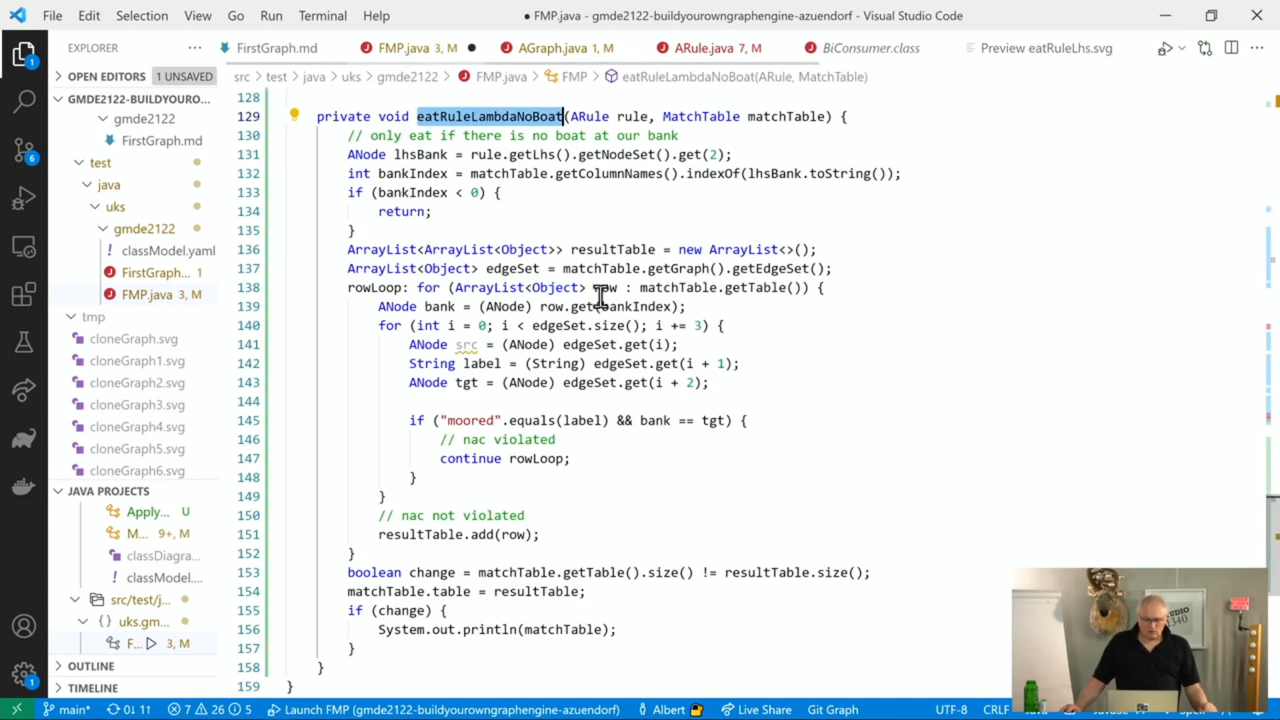 File Edit Selection View Go Run Terminal Help
● FMP.java - gmde2122-buildyourowngraphengine-azuendorf - Visual Studio Code
EXPLORER ···
FirstGraph.md
FMP.java 3, M ●
AGraph.java 1, M
ARule.java 7, M
BiConsumer.class
Preview eatRuleLhs.svg
OPEN EDITORS 1 UNSAVED
GMDE2122-BUILDYOURO...
gmde2122
FirstGraph.md
test
java
uks
gmde2122
classModel.yaml
FirstGraph... 1
FMP.java 3, M
tmp
cloneGraph.svg
cloneGraph1.svg
cloneGraph2.svg
cloneGraph3.svg
cloneGraph4.svg
cloneGraph5.svg
cloneGraph6.svg
JAVA PROJECTS
Apply... U
M... 9+, M
classDiagra...
classModel....
src/test/j...
uks.gm...
F... 3, M
OUTLINE
TIMELINE
src > test > java > uks > gmde2122 > FMP.java > FMP > eatRuleLambdaNoBoat(ARule, MatchTable)
128
129 private void eatRuleLambdaNoBoat(ARule rule, MatchTable matchTable) {
130 // only eat if there is no boat at our bank
131 ANode lhsBank = rule.getLhs().getNodeSet().get(2);
132 int bankIndex = matchTable.getColumnNames().indexOf(lhsBank.toString());
133 if (bankIndex < 0) {
134 return;
135 }
136 ArrayList<ArrayList<Object>> resultTable = new ArrayList<>();
137 ArrayList<Object> edgeSet = matchTable.getGraph().getEdgeSet();
138 rowLoop: for (ArrayList<Object> row : matchTable.getTable()) {
139 ANode bank = (ANode) row.get(bankIndex);
140 for (int i = 0; i < edgeSet.size(); i += 3) {
141 ANode src = (ANode) edgeSet.get(i);
142 String label = (String) edgeSet.get(i + 1);
143 ANode tgt = (ANode) edgeSet.get(i + 2);
144
145 if ("moored".equals(label) && bank == tgt) {
146 // nac violated
147 continue rowLoop;
148 }
149 }
150 // nac not violated
151 resultTable.add(row);
152 }
153 boolean change = matchTable.getTable().size() != resultTable.size();
154 matchTable.table = resultTable;
155 if (change) {
156 System.out.println(matchTable);
157 }
158 }
159 }
STUDIO
1340
main* 0↓ 1↑ 7 26 5 Launch FMP (gmde2122-buildyourowngraphengine-azuendorf) Albert Live Share Git Graph UTF-8 CRLF